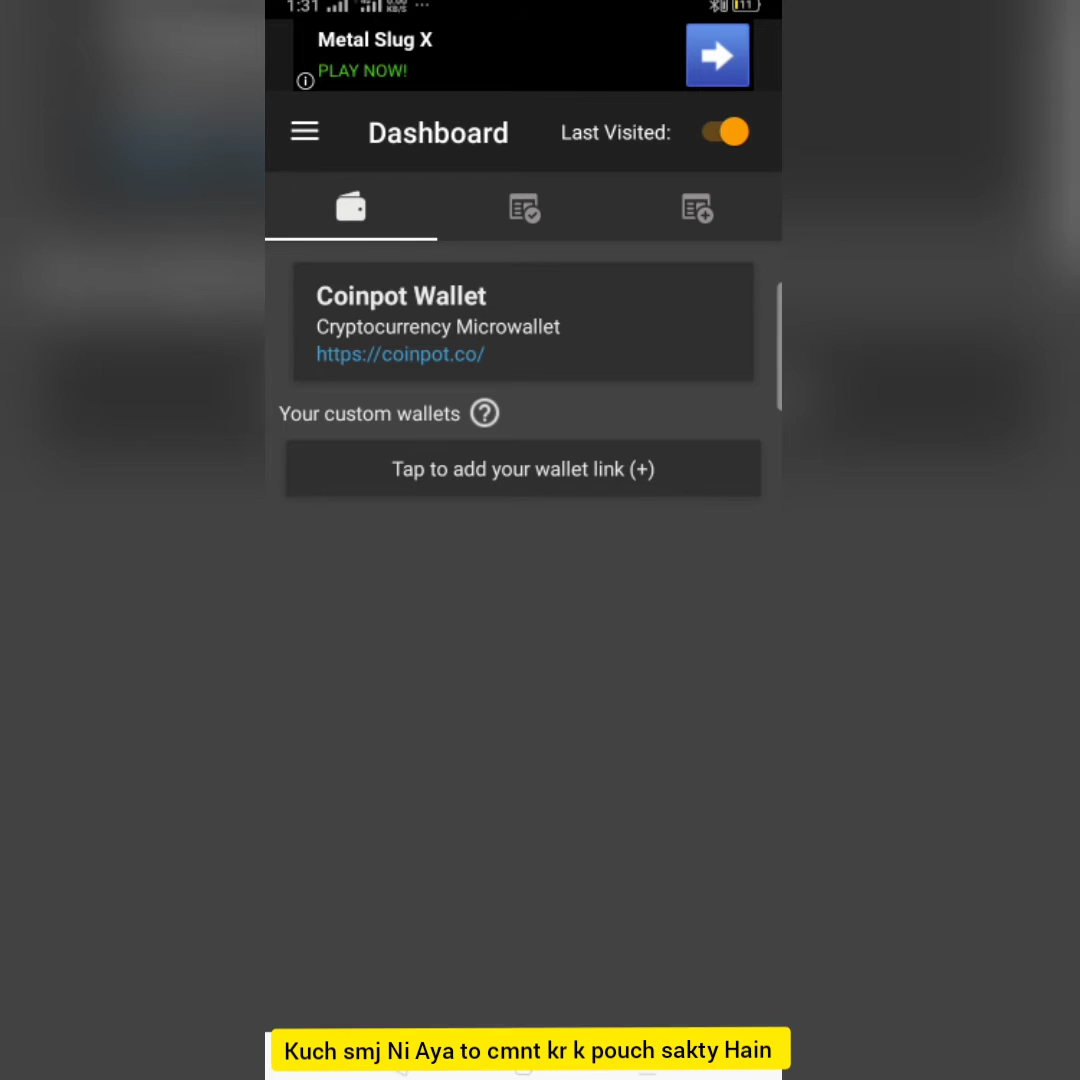 1:31
11
Metal Slug X
PLAY NOW!
Dashboard
Last Visited:
Coinpot Wallet
Cryptocurrency Microwallet
https://coinpot.co/
Your custom wallets
Tap to add your wallet link (+)
Kuch smj Ni Aya to cmnt kr k pouch sakty Hain